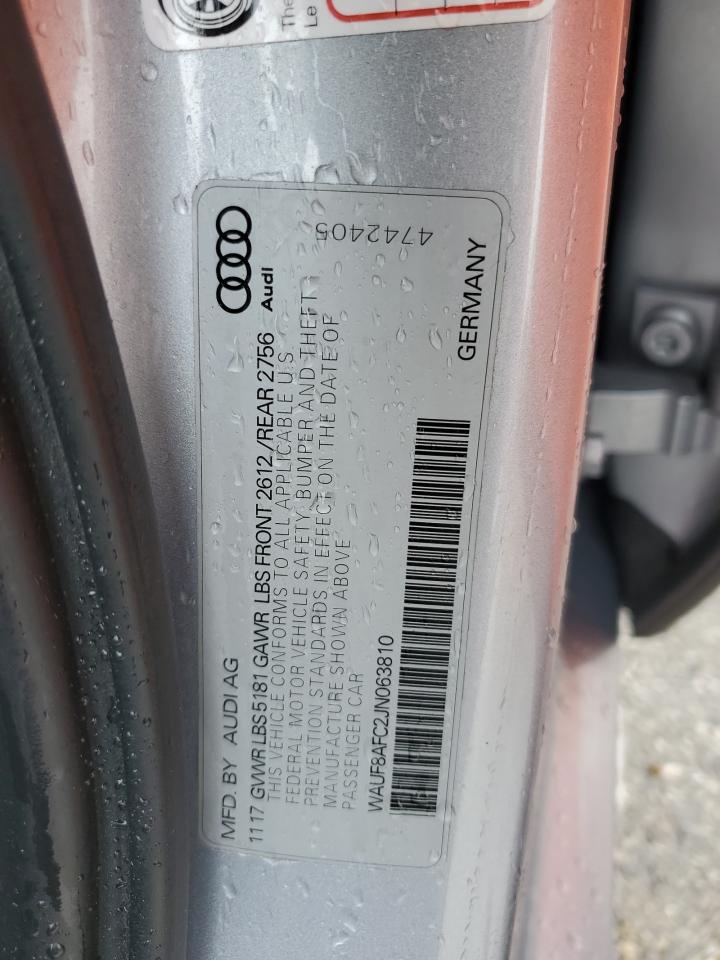 The
Le
Audi
4742405
MFD. BY AUDI AG
1117 GVWR LBS 5181 GAWR LBS FRONT 2612 /REAR 2756
THIS VEHICLE CONFORMS TO ALL APPLICABLE U S
FEDERAL MOTOR VEHICLE SAFETY, BUMPER AND THEFT
PREVENTION STANDARDS IN EFFECT ON THE DATE OF
MANUFACTURE SHOWN ABOVE
PASSENGER CAR
WAUF8AFC2JN063810
GERMANY